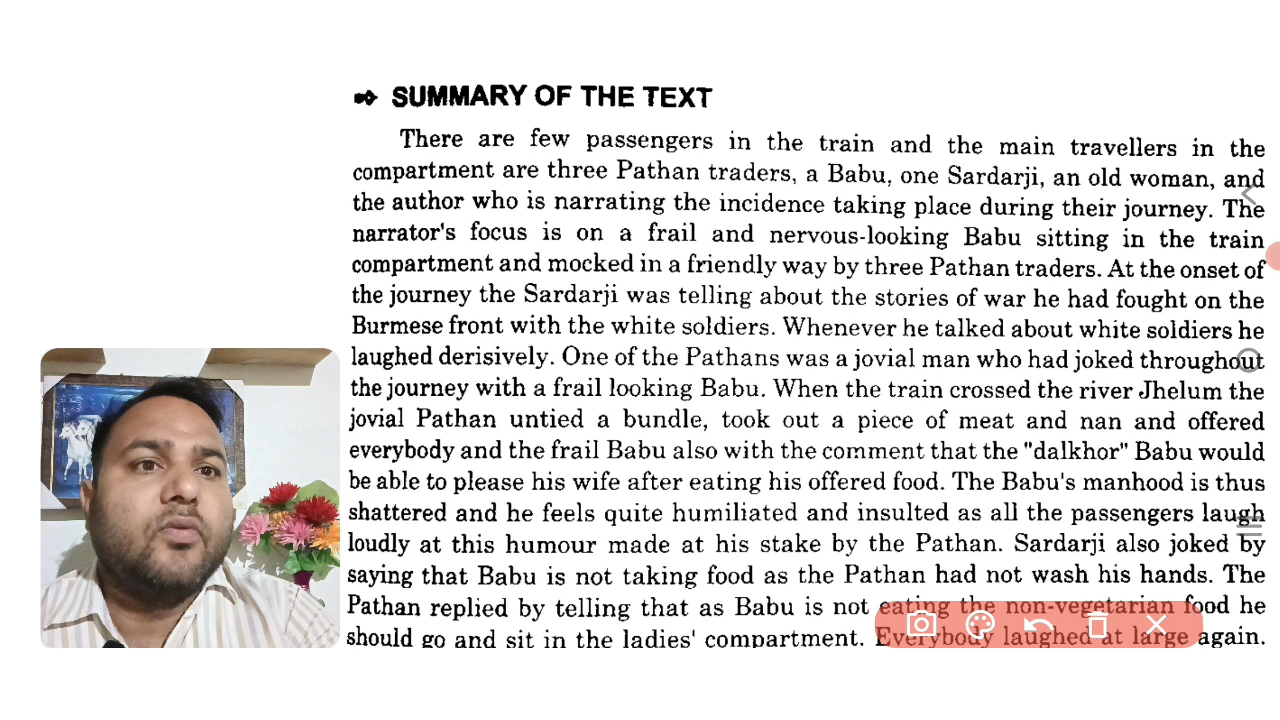 SUMMARY OF THE TEXT
There are few passengers in the train and the main travellers in the
compartment are three Pathan traders, a Babu, one Sardarji, an old woman, and
the author who is narrating the incidence taking place during their journey. The
narrator's focus is on a frail and nervous-looking Babu sitting in the train
compartment and mocked in a friendly way by three Pathan traders. At the onset of
the journey the Sardarji was telling about the stories of war he had fought on the
Burmese front with the white soldiers. Whenever he talked about white soldiers he
laughed derisively. One of the Pathans was a jovial man who had joked throughout
the journey with a frail looking Babu. When the train crossed the river Jhelum the
jovial Pathan untied a bundle, took out a piece of meat and nan and offered
everybody and the frail Babu also with the comment that the "dalkhor" Babu would
be able to please his wife after eating his offered food. The Babu's manhood is thus
shattered and he feels quite humiliated and insulted as all the passengers laugh
loudly at this humour made at his stake by the Pathan. Sardarji also joked by
saying that Babu is not taking food as the Pathan had not wash his hands. The
Pathan replied by telling that as Babu is not eating the non-vegetarian food he
should go and sit in the ladies' compartment. Everybody laughed at large again.